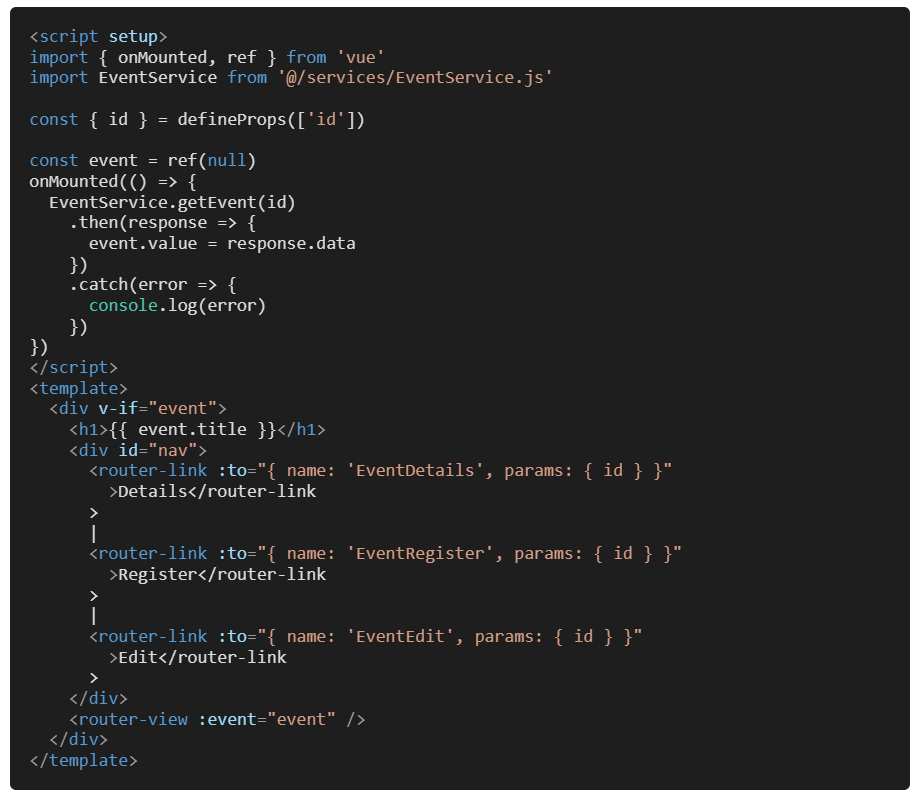 <script setup>
import { onMounted, ref } from 'vue'
import EventService from '@/services/EventService.js'

const { id } = defineProps(['id'])

const event = ref(null)
onMounted(() => {
  EventService.getEvent(id)
    .then(response => {
      event.value = response.data
    })
    .catch(error => {
      console.log(error)
    })
})
</script>
<template>
  <div v-if="event">
    <h1>{{ event.title }}</h1>
    <div id="nav">
      <router-link :to="{ name: 'EventDetails', params: { id } }"
        >Details</router-link
      >
      |
      <router-link :to="{ name: 'EventRegister', params: { id } }"
        >Register</router-link
      >
      |
      <router-link :to="{ name: 'EventEdit', params: { id } }"
        >Edit</router-link
      >
    </div>
    <router-view :event="event" />
  </div>
</template>